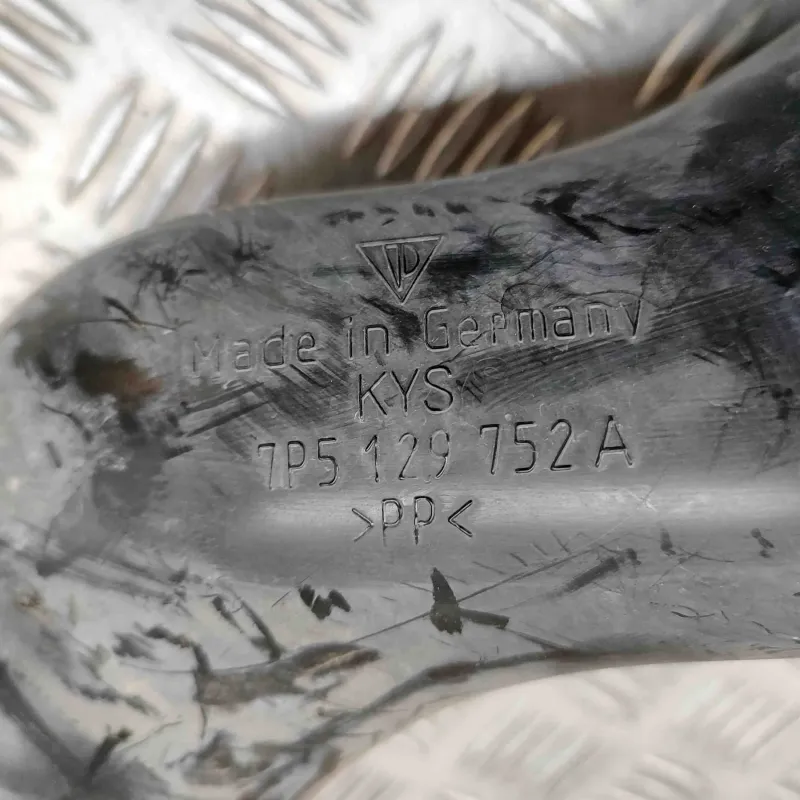 Made in Germany
KYS
7P5 129 752 A
>PP<